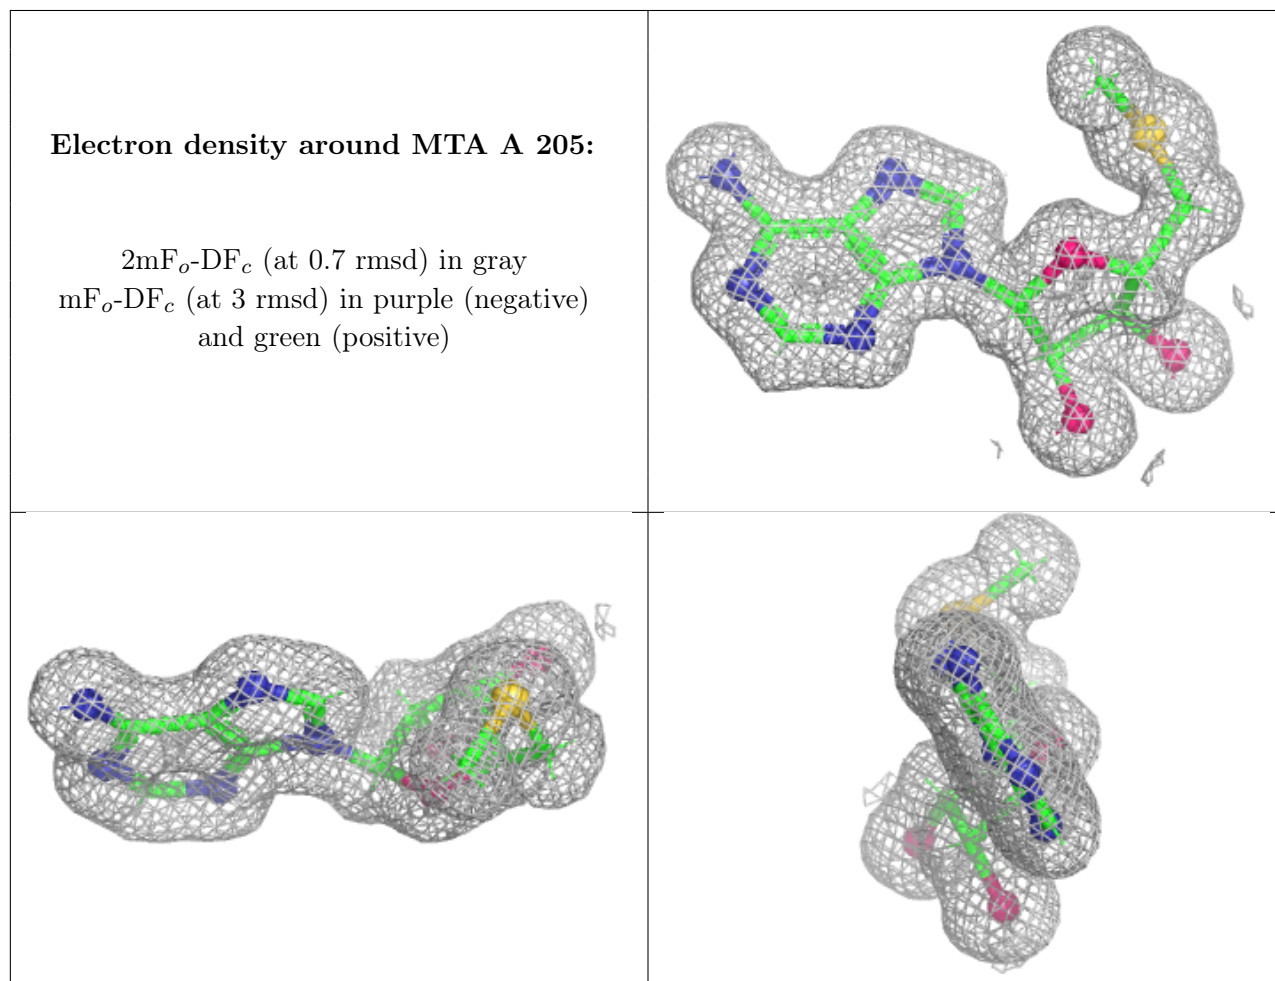 Electron density around MTA A 205:
2mFo-DFc (at 0.7 rmsd) in gray
mFo-DFc (at 3 rmsd) in purple (negative)
and green (positive)